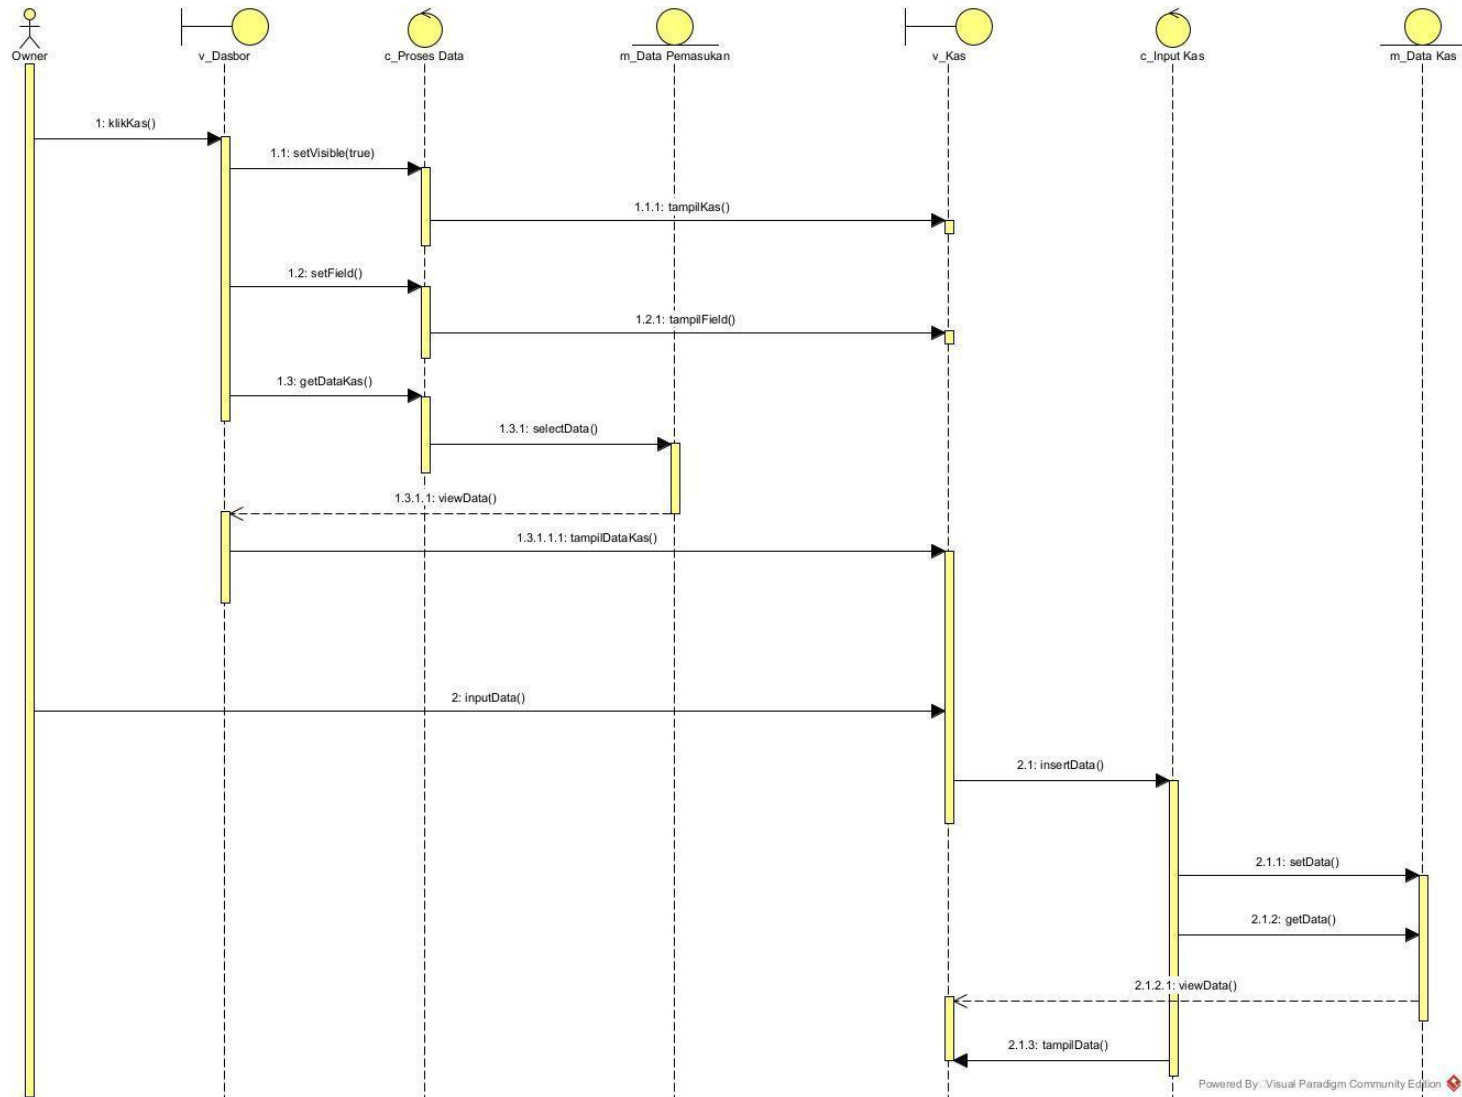 Owner
v_Dasbor
c_Proses Data
m_Data Pemasukan
v_Kas
c_Input Kas
m_Data Kas
1: klikKas()
1.1: setVisible(true)
1.1.1: tampilKas()
1.2: setField()
1.2.1: tampilField()
1.3: getDataKas()
1.3.1: selectData()
1.3.1.1: viewData()
1.3.1.1.1: tampilDataKas()
2: inputData()
2.1: insertData()
2.1.1: setData()
2.1.2: getData()
2.1.2.1: viewData()
2.1.3: tampilData()
Powered By Visual Paradigm Community Edition